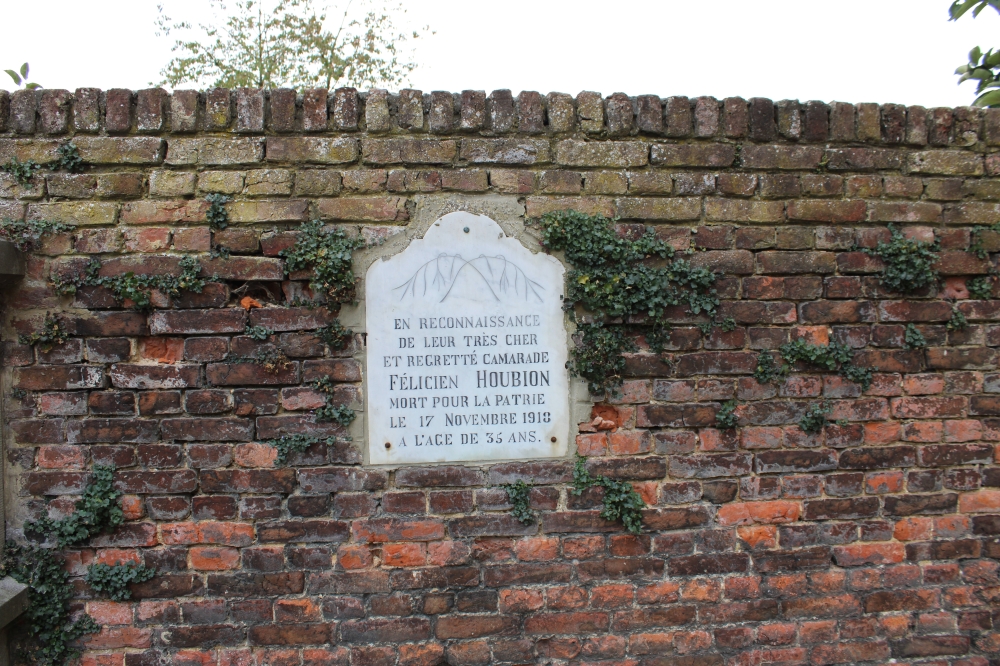 EN RECONNAISSANCE
DE LEUR TRÈS CHER
ET REGRETTÉ CAMARADE
FÉLICIEN HOUBION
MORT POUR LA PATRIE
LE 17 NOVEMBRE 1918
A L'AGE DE 35 ANS.